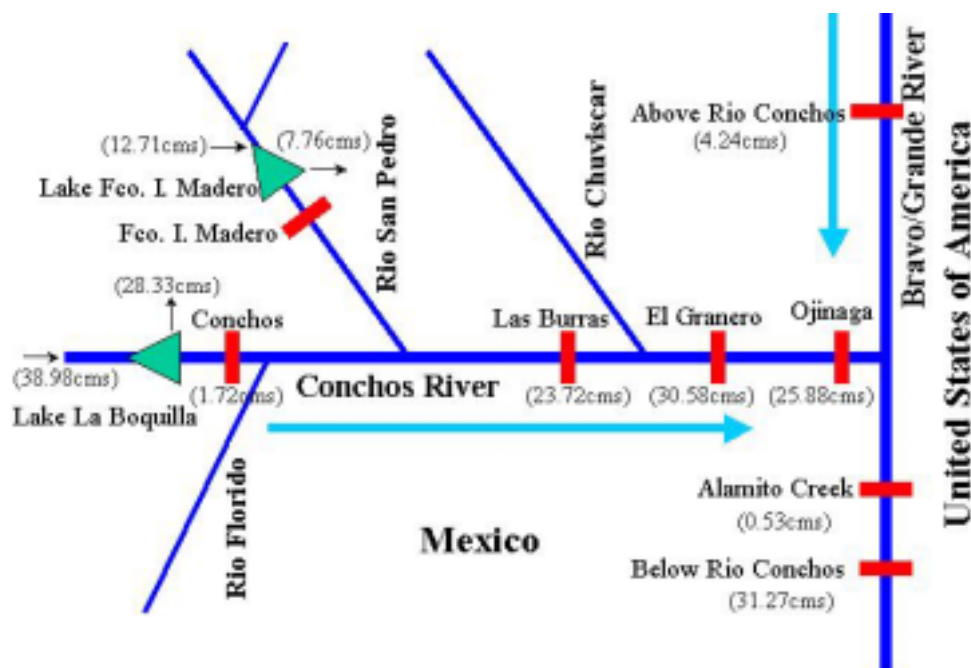 Above Rio Conchos
(4.24cms)
(12.71cms)
(7.76cms)
Lake Fco. I. Madero
Fco. I. Madero
Rio San Pedro
Rio Chuviscar
Bravo/Grande River
United States of America
(28.33cms)
Conchos
Las Burras
El Granero
Ojinaga
(38.98cms)
(1.72cms)
Conchos River
(23.72cms)
(30.58cms)
(25.88cms)
Lake La Boquilla
Rio Florido
Mexico
Alamito Creek
(0.53cms)
Below Rio Conchos
(31.27cms)